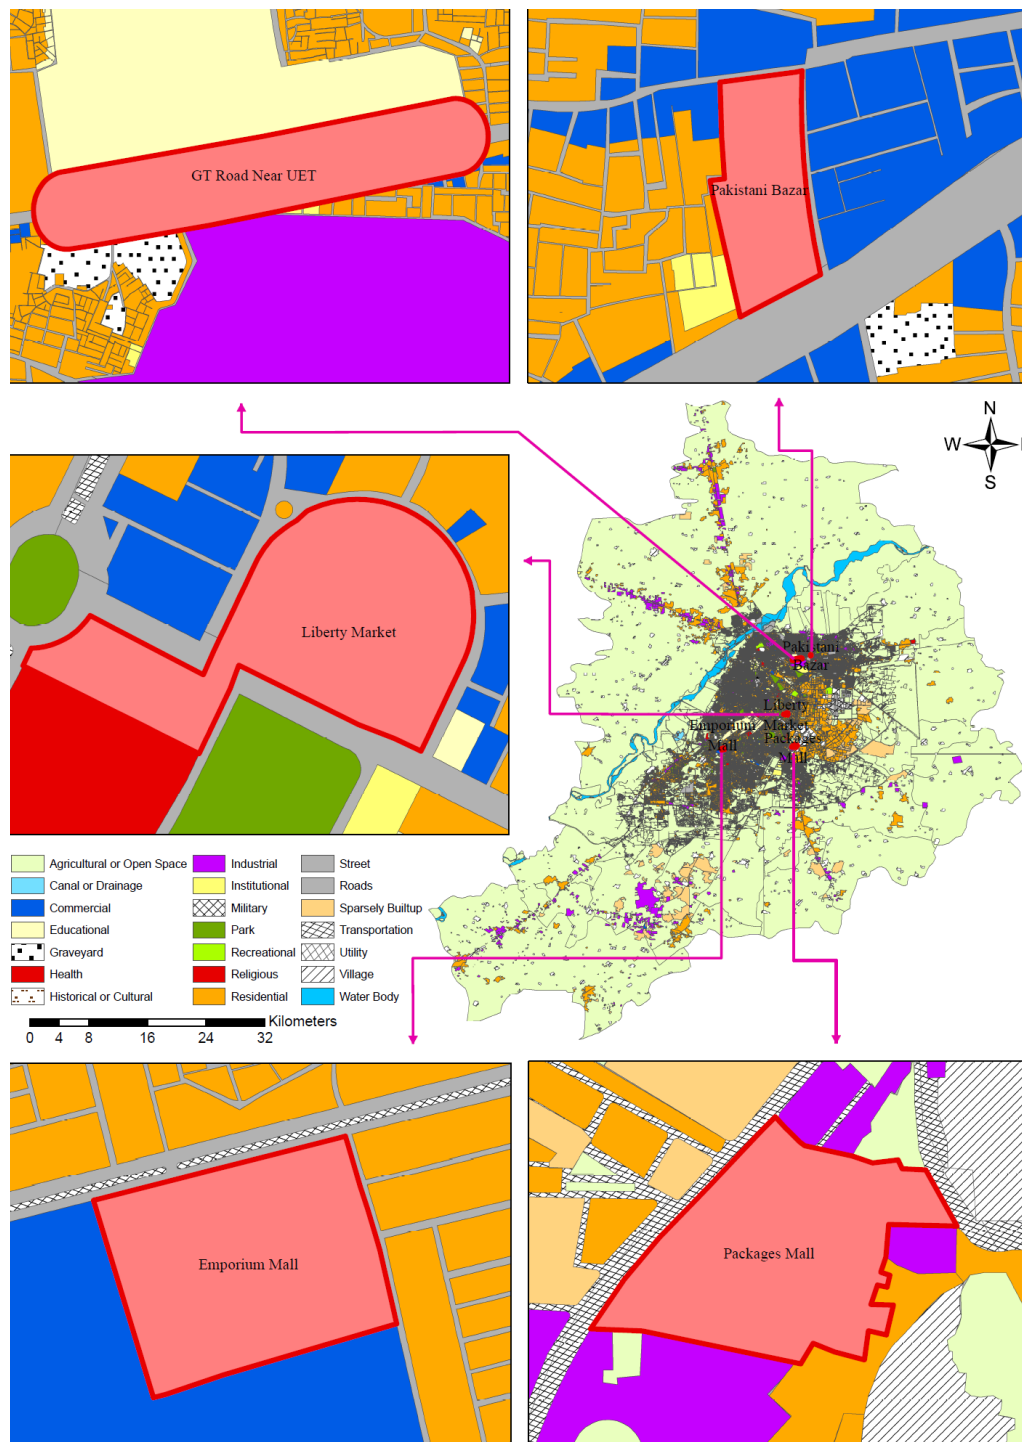 GT Road Near UET
Pakistani Bazar
N
W
S
Liberty Market
Pakistani
Bazar
Liberty
Market
Emporium
Mall
Packages
Mall
Agricultural or Open Space
Industrial
Street
Canal or Drainage
Institutional
Roads
Commercial
Military
Sparsely Builtup
Educational
Park
Transportation
Graveyard
Recreational
Utility
Health
Religious
Village
Historical or Cultural
Residential
Water Body
Kilometers
0 4 8 16 24 32
Emporium Mall
Packages Mall